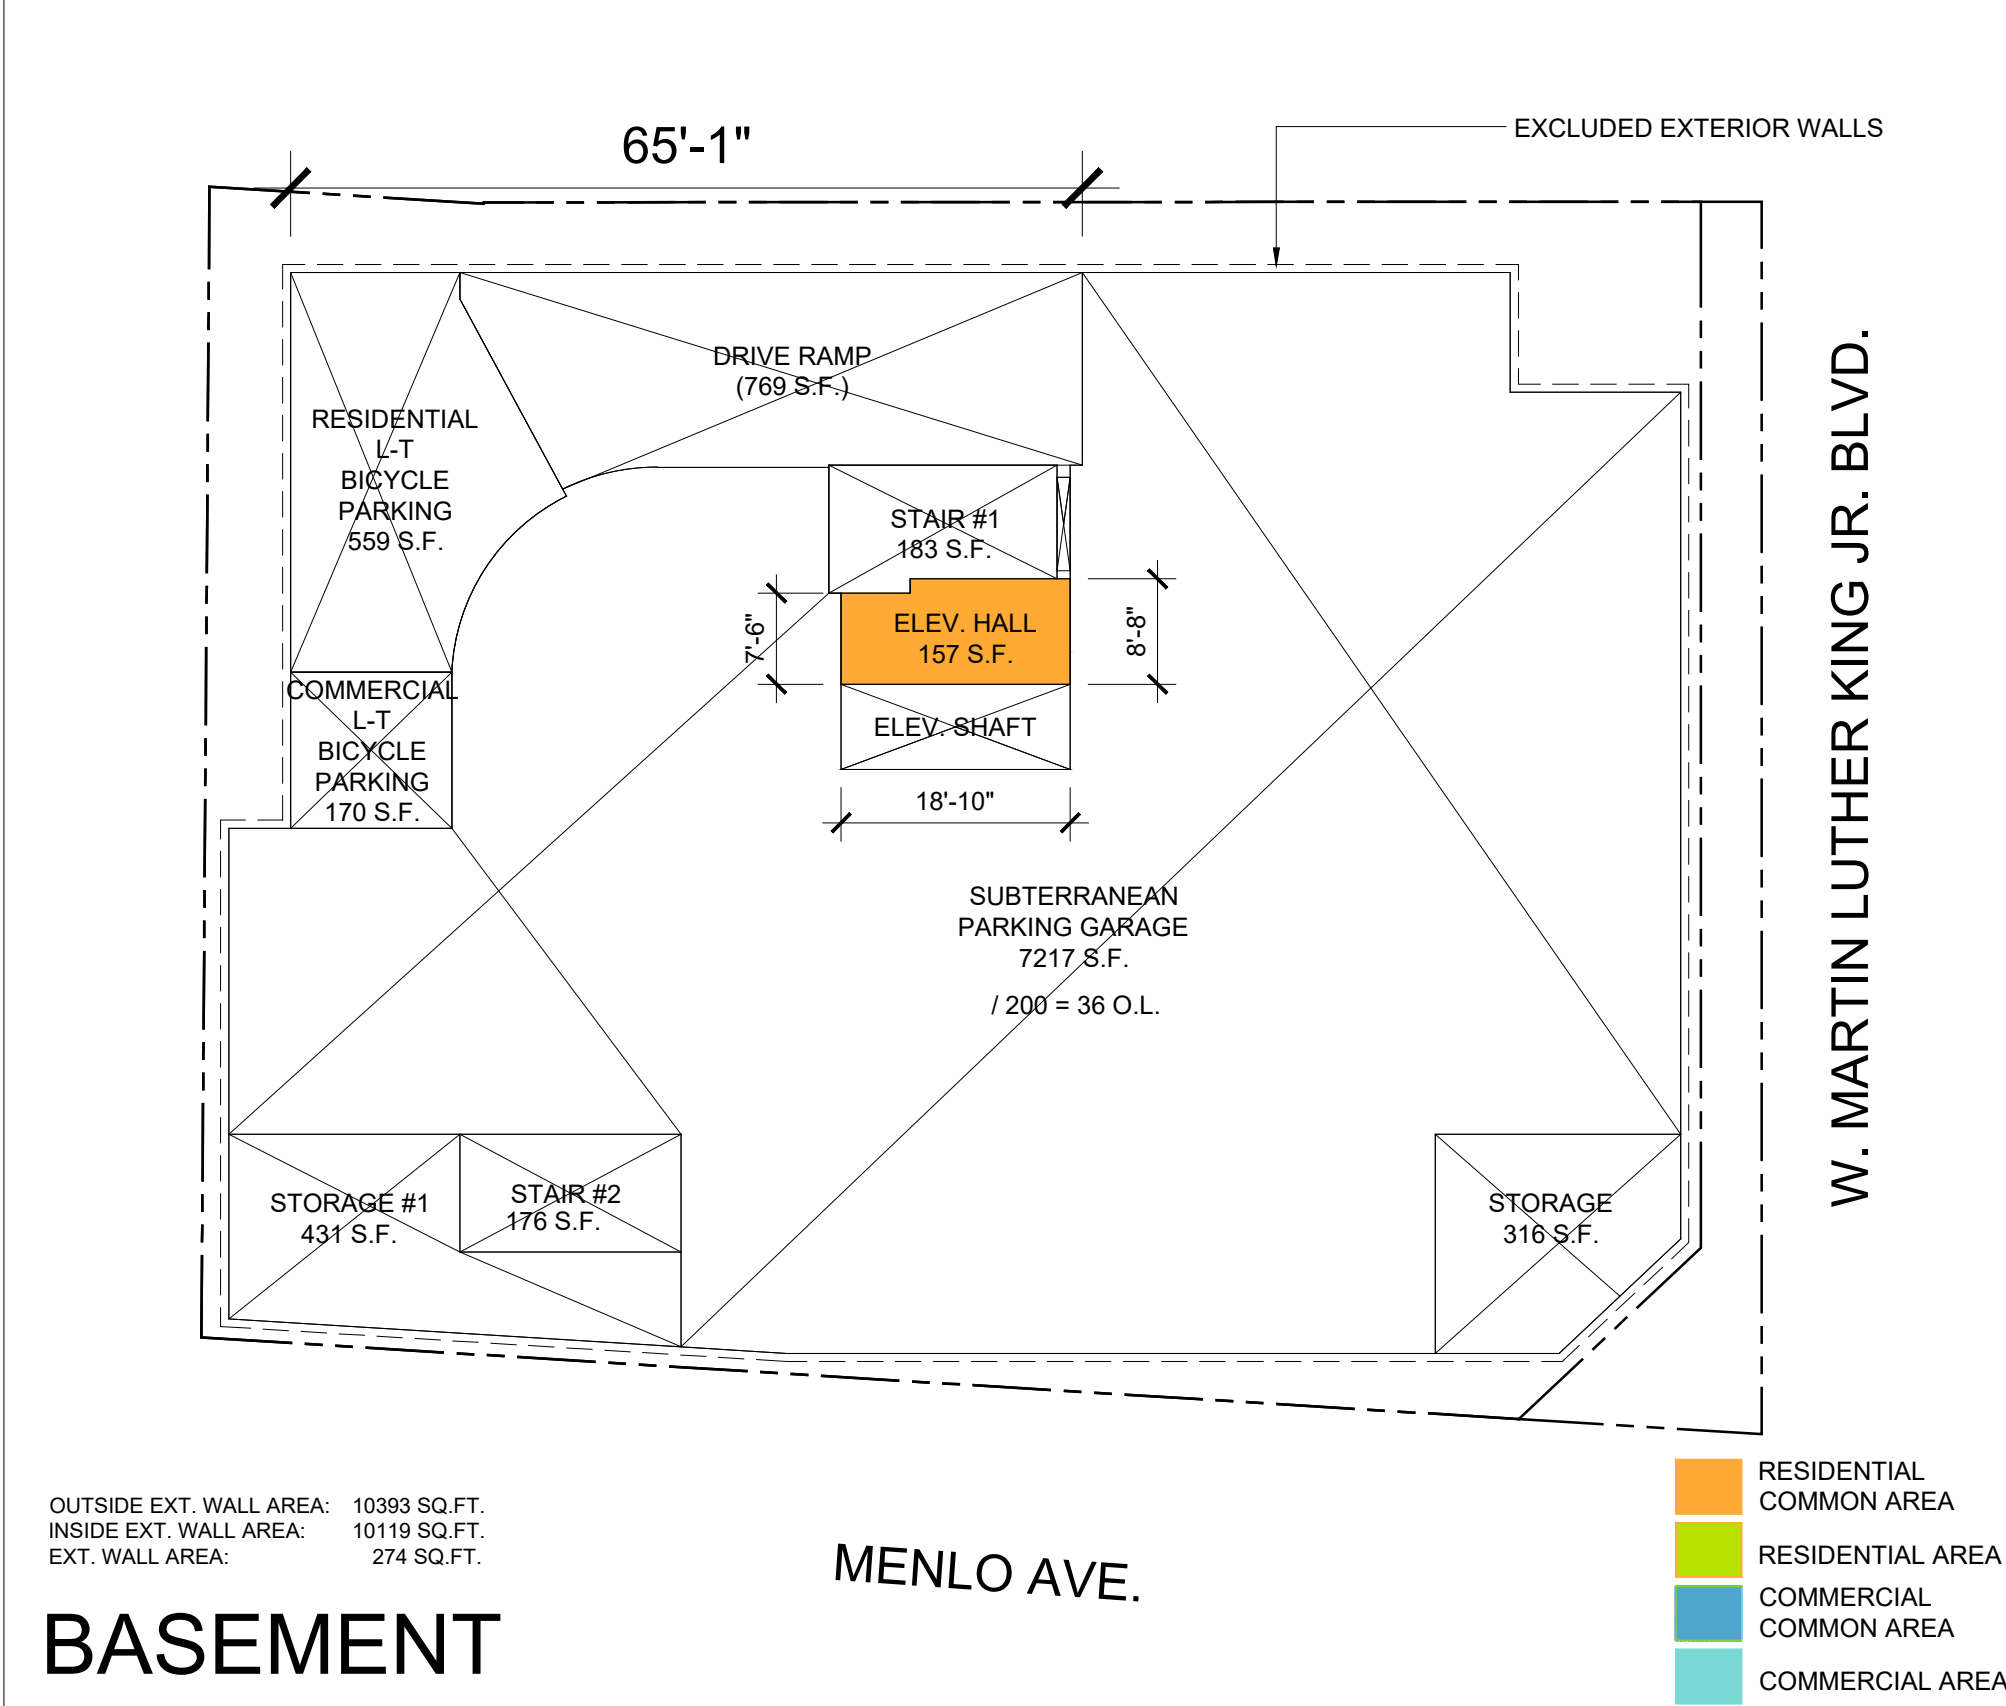 65'-1"
EXCLUDED EXTERIOR WALLS
DRIVE RAMP
(769 S.F.)
RESIDENTIAL
L-T
BICYCLE
PARKING
559 S.F.
STAIR #1
183 S.F.
7'-6"
ELEV. HALL
157 S.F.
8'-8"
ELEV. SHAFT
18'-10"
COMMERCIAL
L-T
BICYCLE
PARKING
170 S.F.
SUBTERRANEAN
PARKING GARAGE
7217 S.F.
/ 200 = 36 O.L.
W. MARTIN LUTHER KING JR. BLVD.
STORAGE #1
431 S.F.
STAIR #2
176 S.F.
STORAGE
316 S.F.
OUTSIDE EXT. WALL AREA: 10393 SQ.FT.
INSIDE EXT. WALL AREA: 10119 SQ.FT.
EXT. WALL AREA: 274 SQ.FT.
MENLO AVE.
BASEMENT
RESIDENTIAL
COMMON AREA
RESIDENTIAL AREA
COMMERCIAL
COMMON AREA
COMMERCIAL AREA